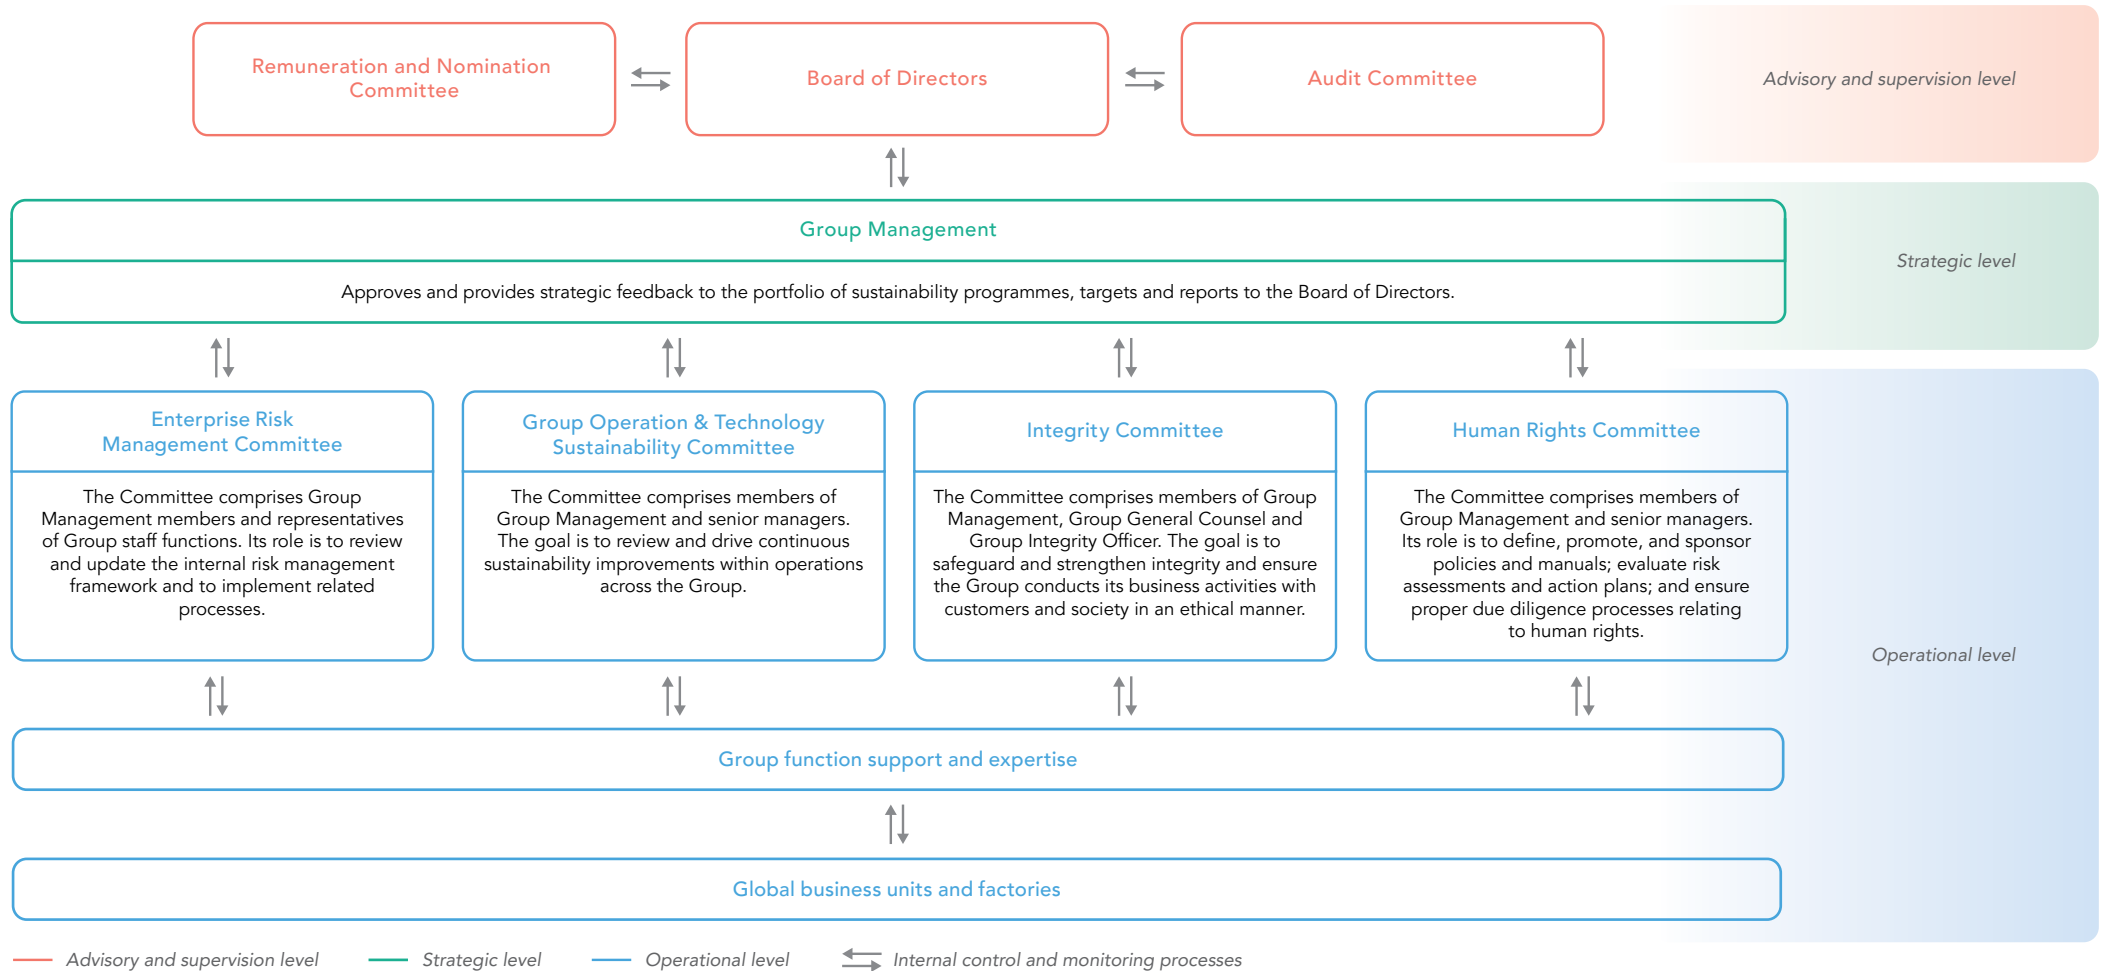 Remuneration and Nomination
Committee
Board of Directors
Audit Committee
Advisory and supervision level
Group Management
Approves and provides strategic feedback to the portfolio of sustainability programmes, targets and reports to the Board of Directors.
Strategic level
Enterprise Risk
Management Committee
The Committee comprises Group
Management members and representatives
of Group staff functions. Its role is to review
and update the internal risk management
framework and to implement related
processes.
Group Operation & Technology
Sustainability Committee
The Committee comprises members of
Group Management and senior managers.
The goal is to review and drive continuous
sustainability improvements within operations
across the Group.
Integrity Committee
The Committee comprises members of Group
Management, Group General Counsel and
Group Integrity Officer. The goal is to
safeguard and strengthen integrity and ensure
the Group conducts its business activities with
customers and society in an ethical manner.
Human Rights Committee
The Committee comprises members of
Group Management and senior managers.
Its role is to define, promote, and sponsor
policies and manuals; evaluate risk
assessments and action plans; and ensure
proper due diligence processes relating
to human rights.
Operational level
Group function support and expertise
Global business units and factories
Advisory and supervision level
Strategic level
Operational level
Internal control and monitoring processes